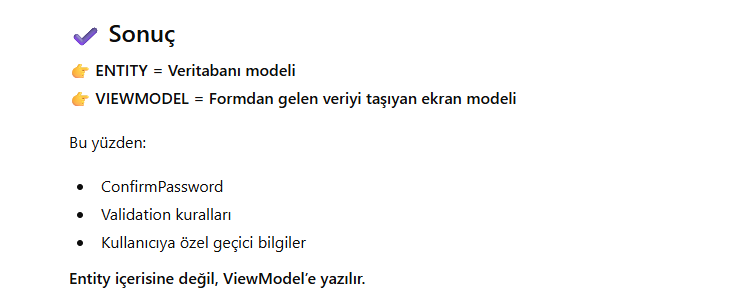 ✔ Sonuç
👉 ENTITY = Veritabanı modeli
👉 VIEWMODEL = Formdan gelen veriyi taşıyan ekran modeli
Bu yüzden:
• ConfirmPassword
• Validation kuralları
• Kullanıcıya özel geçici bilgiler
Entity içerisine değil, ViewModel’e yazılır.